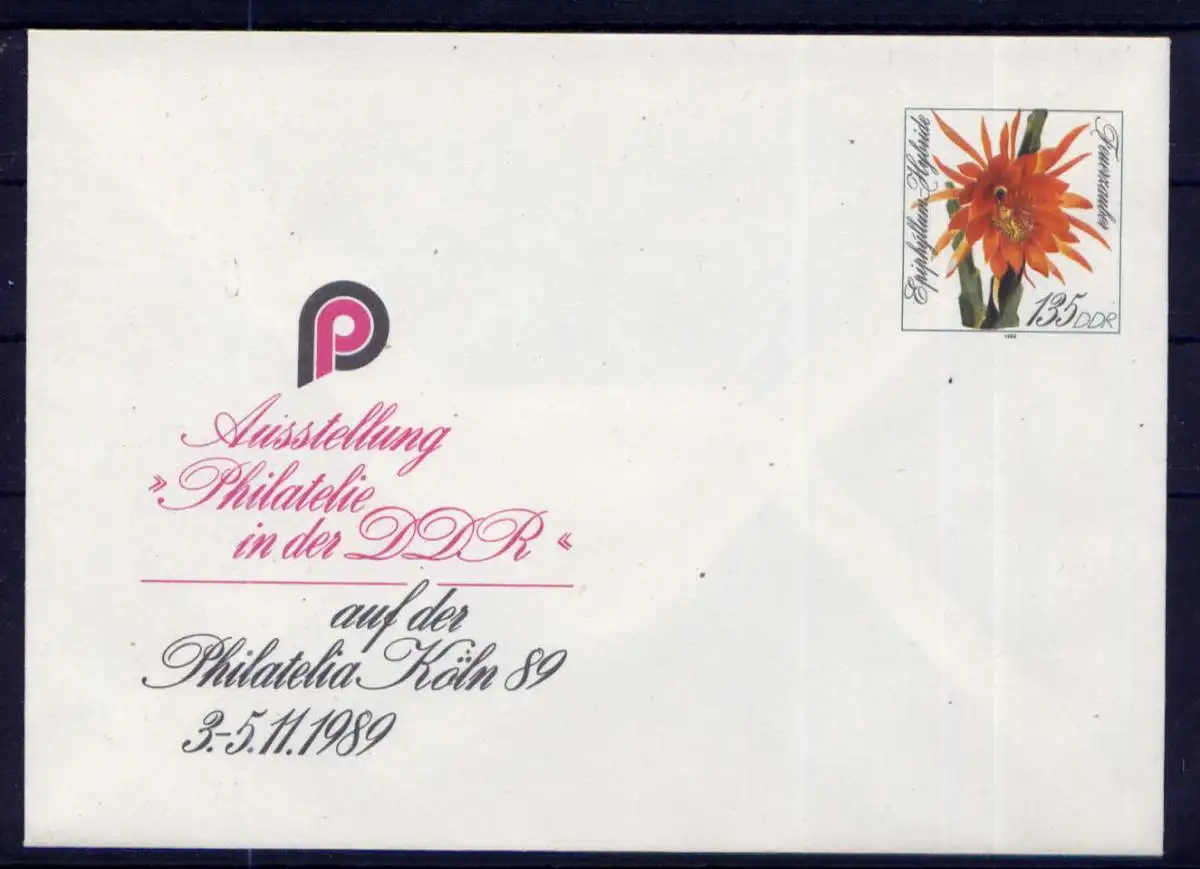 Epiphyllum-Hybride
Feuerzauber
135 DDR
1989
Ausstellung
»Philatelie
in der DDR«
auf der
Philatelia Köln 89
3.-5.11.1989